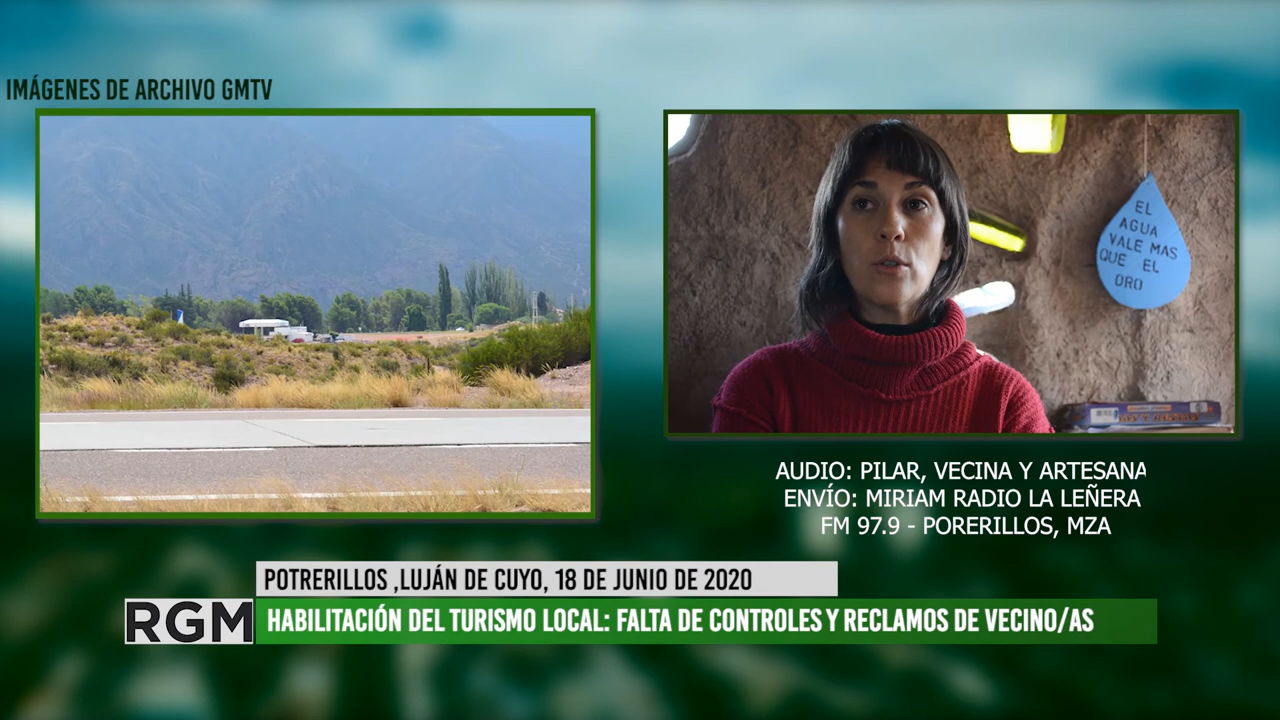 IMÁGENES DE ARCHIVO GMTV
EL
AGUA
VALE MAS
QUE EL
ORO
AUDIO: PILAR, VECINA Y ARTESANA
ENVÍO: MIRIAM RADIO LA LEÑERA
FM 97.9 - PORERILLOS, MZA
POTRERILLOS ,LUJÁN DE CUYO, 18 DE JUNIO DE 2020
RGM
HABILITACIÓN DEL TURISMO LOCAL: FALTA DE CONTROLES Y RECLAMOS DE VECINO/AS